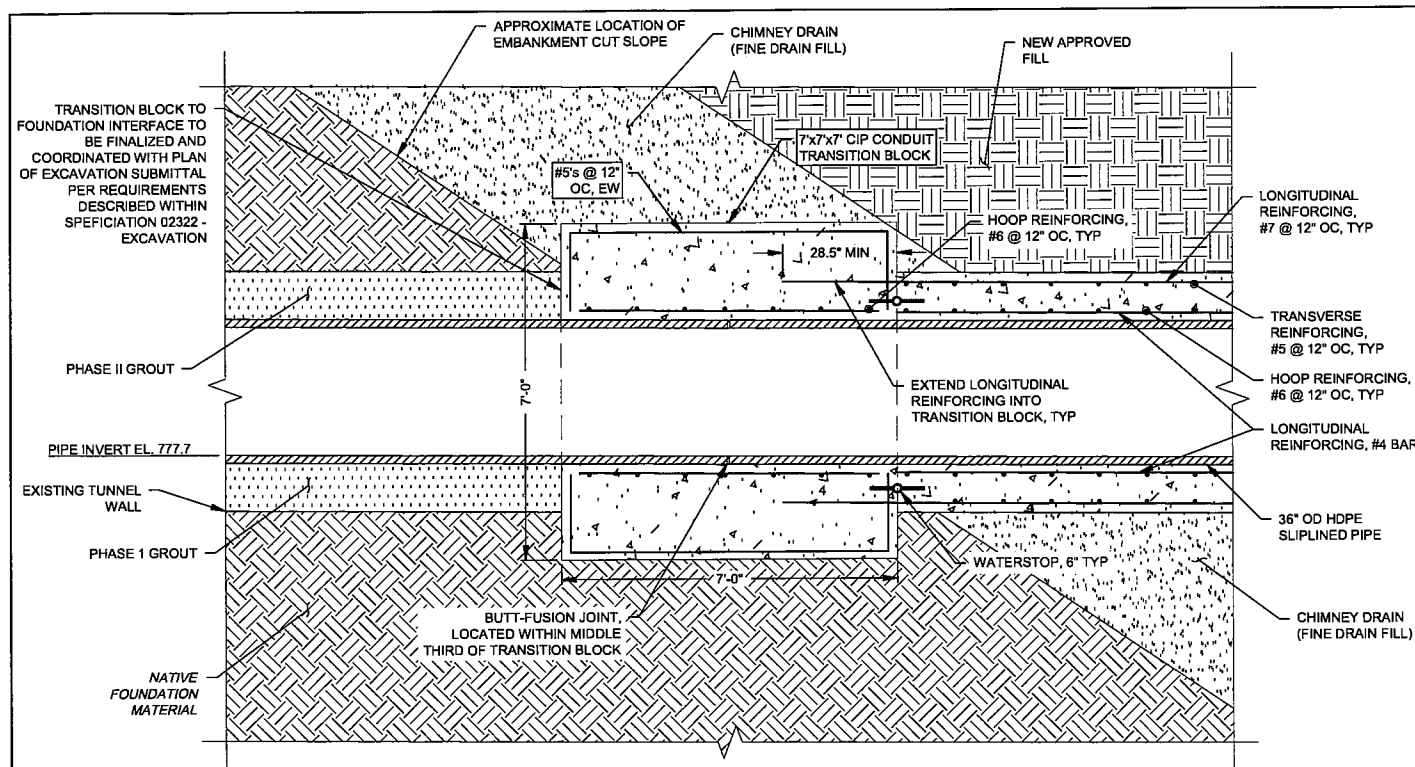 APPROXIMATE LOCATION OF
EMBANKMENT CUT SLOPE
CHIMNEY DRAIN
(FINE DRAIN FILL)
NEW APPROVED
FILL
TRANSITION BLOCK TO
FOUNDATION INTERFACE TO
BE FINALIZED AND
COORDINATED WITH PLAN
OF EXCAVATION SUBMITTAL
PER REQUIREMENTS
DESCRIBED WITHIN
SPEFICIATION 02322 -
EXCAVATION
7'x7'x7' CIP CONDUIT
TRANSITION BLOCK
#5's @ 12"
OC, EW
LONGITUDINAL
REINFORCING,
#7 @ 12" OC, TYP
HOOP REINFORCING,
#6 @ 12" OC, TYP
28.5" MIN
TRANSVERSE
REINFORCING,
#5 @ 12" OC, TYP
PHASE II GROUT
7'-0"
EXTEND LONGITUDINAL
REINFORCING INTO
TRANSITION BLOCK, TYP
HOOP REINFORCING,
#6 @ 12" OC, TYP
LONGITUDINAL
REINFORCING, #4 BAR
PIPE INVERT EL, 777.7
EXISTING TUNNEL
WALL
36" OD HDPE
SLIPLINED PIPE
PHASE 1 GROUT
WATERSTOP, 6" TYP
7'-0"
BUTT-FUSION JOINT,
LOCATED WITHIN MIDDLE
THIRD OF TRANSITION BLOCK
CHIMNEY DRAIN
(FINE DRAIN FILL)
NATIVE
FOUNDATION
MATERIAL